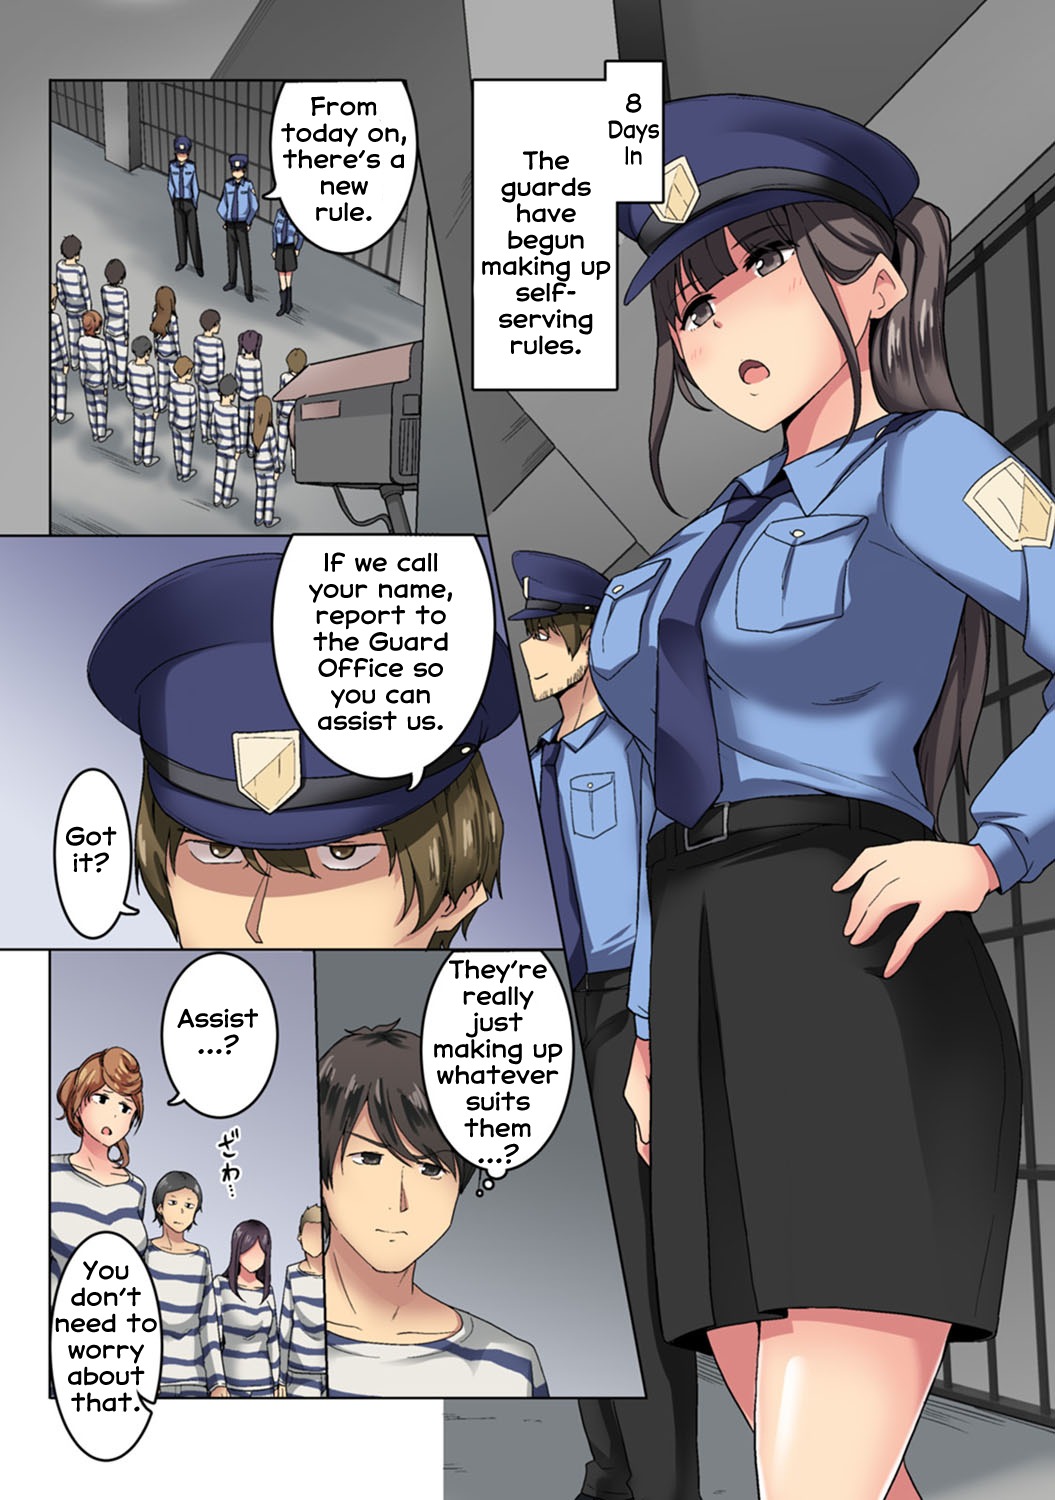 8
Days
In
The
guards
have
begun
making up
self-
serving
rules.
From
today on,
there's a
new
rule.
If we call
your name,
report to
the Guard
Office so
you can
assist us.
Got
it?
Assist
...?
ざわ…
They're
really
just
making up
whatever
suits
them
...?
You
don't
need to
worry
about
that.